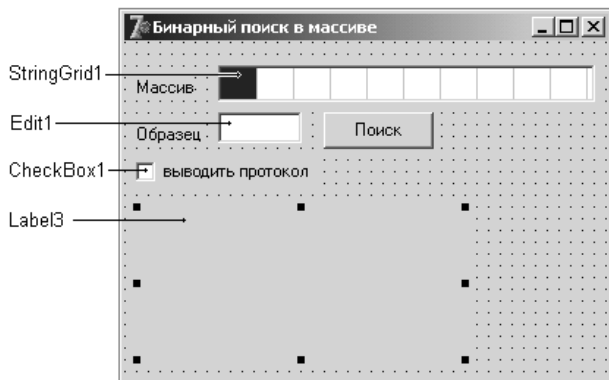 Бинарный поиск в массиве
StringGrid1
Массив
Edit1
Образец
Поиск
CheckBox1
выводить протокол
Label3